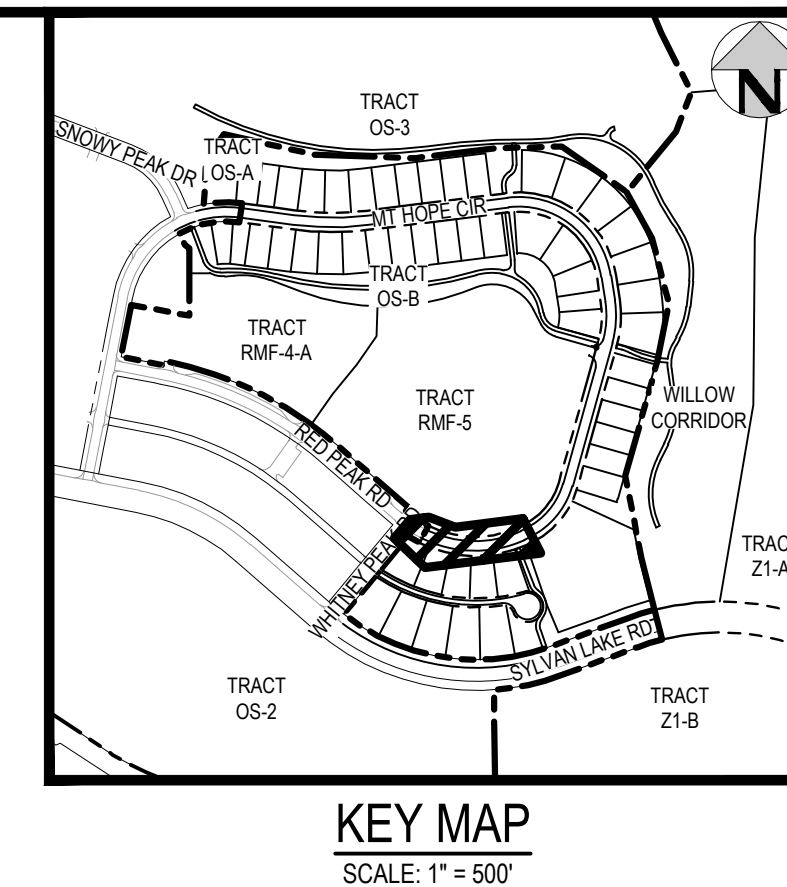 N
TRACT
OS-3
SNOWY PEAK DR
TRACT
OS-A
MT HOPE CIR
TRACT
OS-B
TRACT
RMF-4-A
TRACT
RMF-5
WILLOW
CORRIDOR
RED PEAK RD
WHITNEY PEAK
TRAC
Z1-A
SYLVAN LAKE RD
TRACT
OS-2
TRACT
Z1-B
KEY MAP
SCALE: 1" = 500'